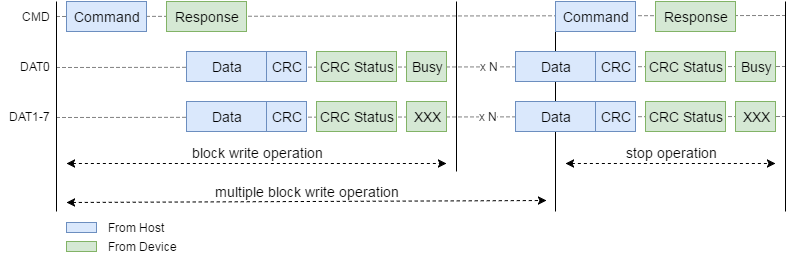 CMD Command Response Command Response
DAT0 Data CRC CRC Status Busy x N Data CRC CRC Status Busy
DAT1-7 Data CRC CRC Status XXX x N Data CRC CRC Status XXX
block write operation stop operation
multiple block write operation
From Host
From Device